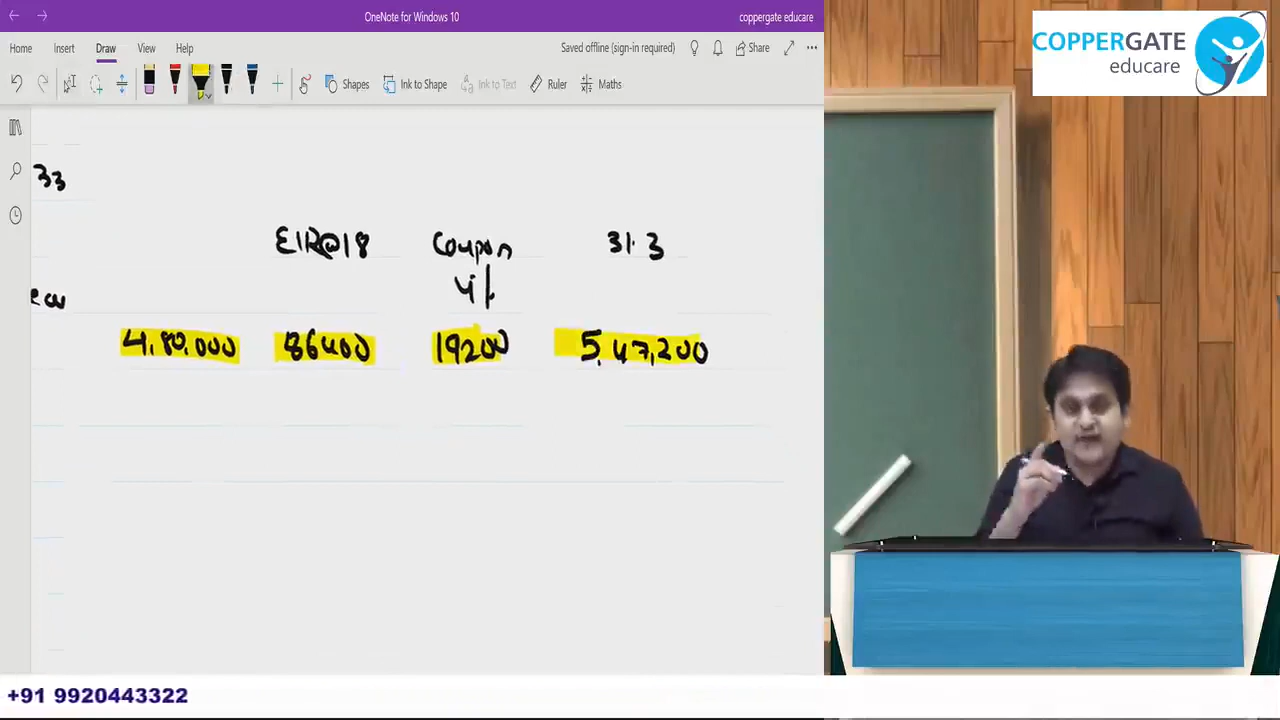 OneNote for Windows 10
coppergate educare
Home Insert Draw View Help
Saved offline (sign-in required)
Share
Shapes
Ink to Shape
Ink to Text
Ruler
Maths
COPPERGATE
educare
33
EIR@18 Coupon 31.3
4%
4,80,000 86400 19200 5,47,200
+91 9920443322